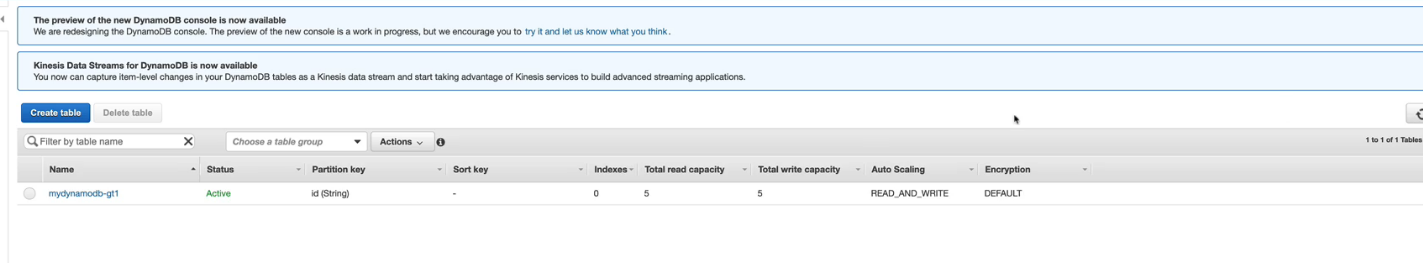 The preview of the new DynamoDB console is now available
We are redesigning the DynamoDB console. The preview of the new console is a work in progress, but we encourage you to try it and let us know what you think.
Kinesis Data Streams for DynamoDB is now available
You now can capture item-level changes in your DynamoDB tables as a Kinesis data stream and start taking advantage of Kinesis services to build advanced streaming applications.
Create table Delete table
Filter by table name Choose a table group Actions 1 to 1 of 1 Tables
Name Status Partition key Sort key Indexes Total read capacity Total write capacity Auto Scaling Encryption
mydynamodb-gt1 Active id (String) - 0 5 5 READ_AND_WRITE DEFAULT